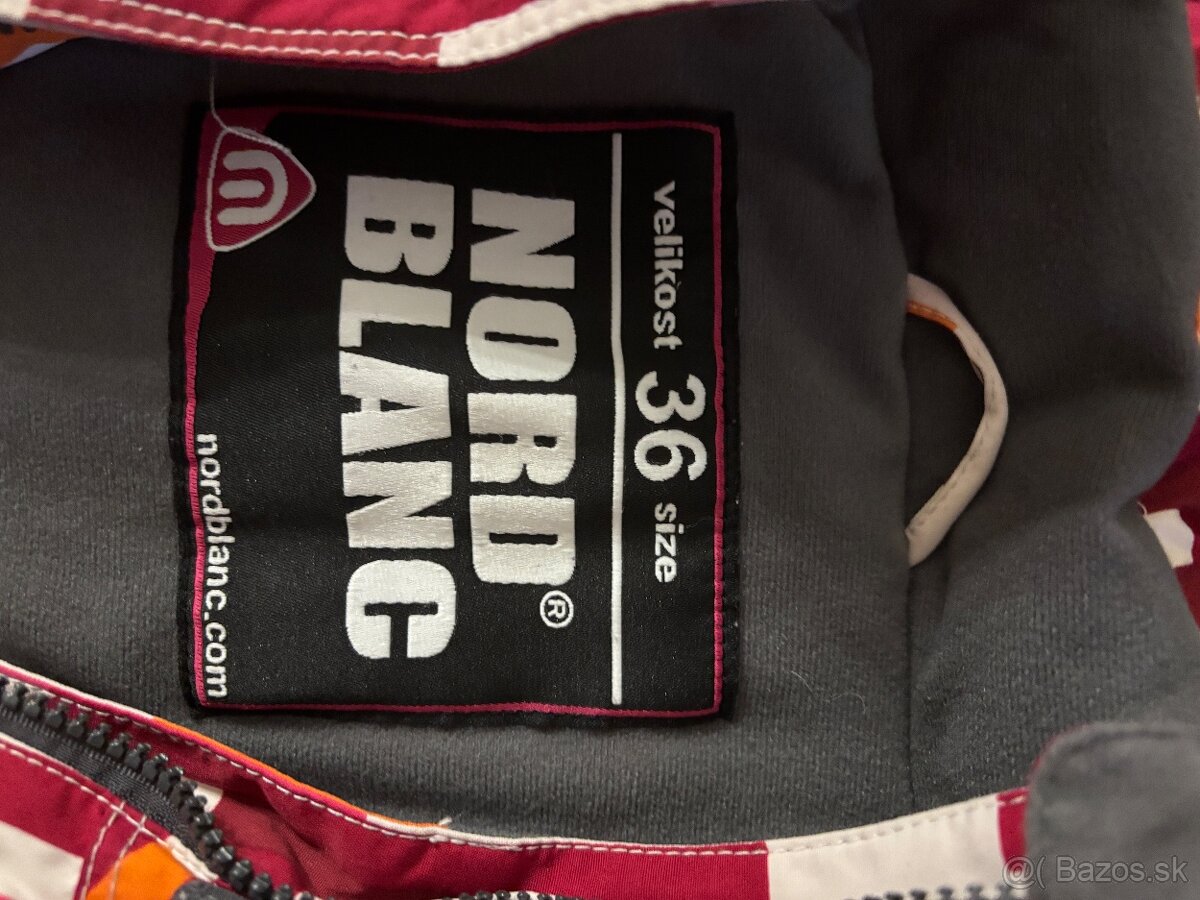 velikost 36 size
NORD®
BLANC
nordblanc.com
@( Bazos.sk